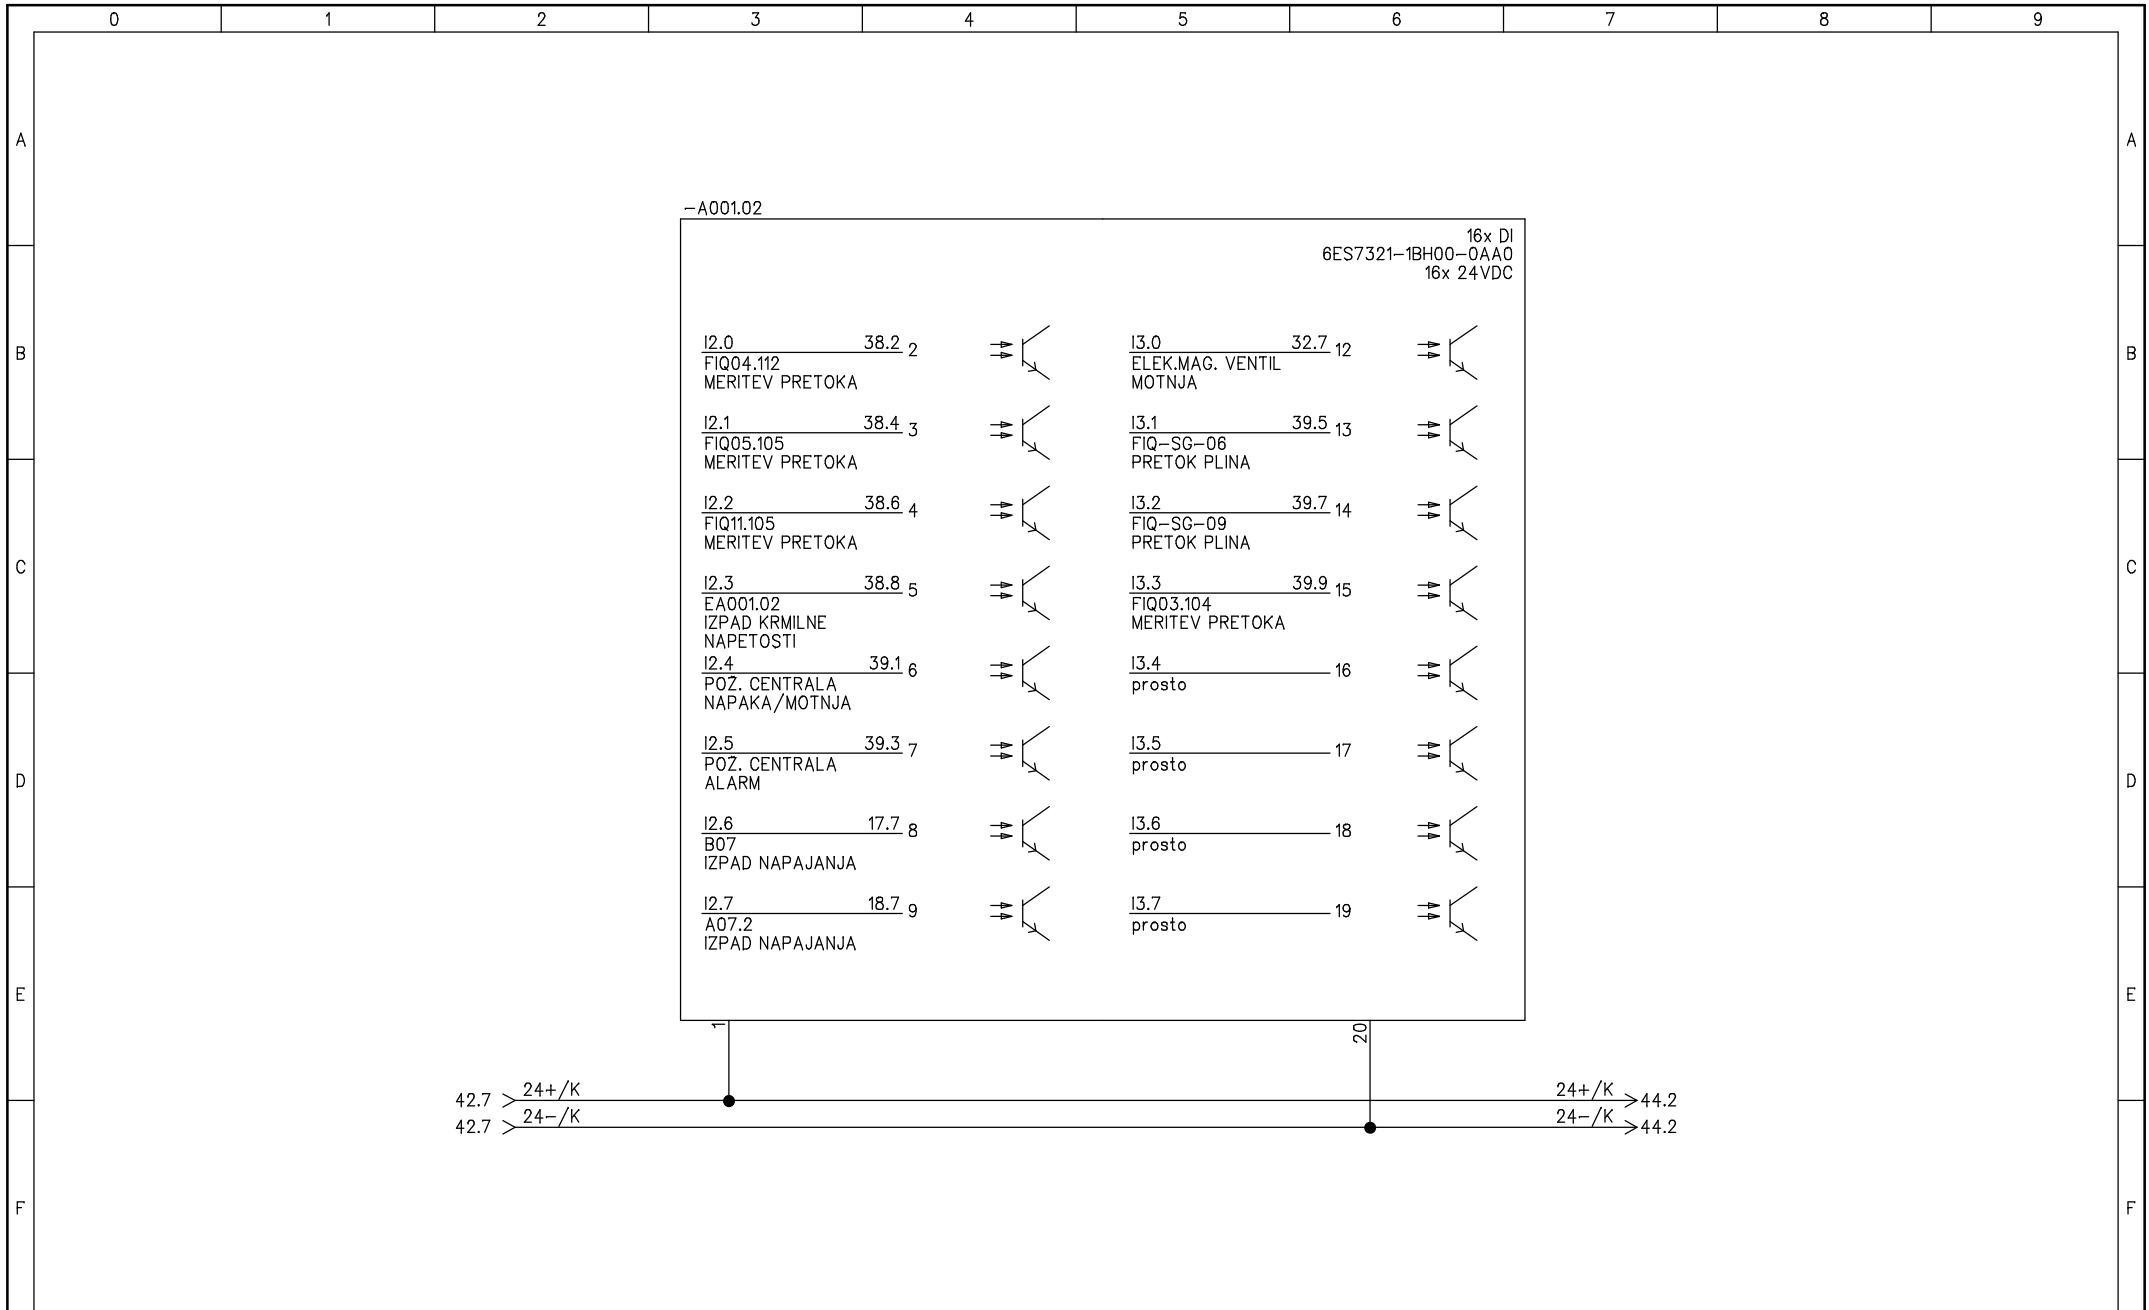 0 1 2 3 4 5 6 7 8 9
A A
-A001.02
16x DI
6ES7321-1BH00-0AA0
16x 24VDC
B B
I2.0 38.2 2
FIQ04.112
MERITEV PRETOKA
I2.1 38.4 3
FIQ05.105
MERITEV PRETOKA
I2.2 38.6 4
FIQ11.105
MERITEV PRETOKA
I2.3 38.8 5
EA001.02
IZPAD KRMILNE
NAPETOSTI
I2.4 39.1 6
POŽ. CENTRALA
NAPAKA/MOTNJA
I2.5 39.3 7
POŽ. CENTRALA
ALARM
I2.6 17.7 8
B07
IZPAD NAPAJANJA
I2.7 18.7 9
A07.2
IZPAD NAPAJANJA
I3.0 32.7 12
ELEK.MAG. VENTIL
MOTNJA
I3.1 39.5 13
FIQ-SG-06
PRETOK PLINA
I3.2 39.7 14
FIQ-SG-09
PRETOK PLINA
I3.3 39.9 15
FIQ03.104
MERITEV PRETOKA
I3.4 16
prosto
I3.5 17
prosto
I3.6 18
prosto
I3.7 19
prosto
C C
D D
E E
1 20
42.7 24+/K 24+/K 44.2
42.7 24-/K 24-/K 44.2
F F